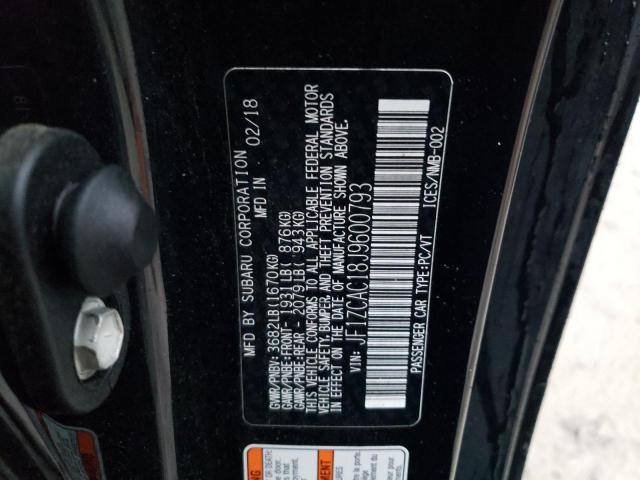 MFD BY SUBARU CORPORATION
MFD IN 02/18
GVWR/PNBV: 3682LB(1670KG)
GAWR/PNBE:FRONT- 1931LB( 876KG)
GAWR/PNBE:REAR - 2079LB( 943KG)
THIS VEHICLE CONFORMS TO ALL APPLICABLE FEDERAL MOTOR
VEHICLE SAFETY, BUMPER, AND THEFT PREVENTION STANDARDS
IN EFFECT ON THE DATE OF MANUFACTURE SHOWN ABOVE.
VIN: JF1ZCAC18J9600793
PASSENGER CAR TYPE:PC/VT ICES/NMB-002